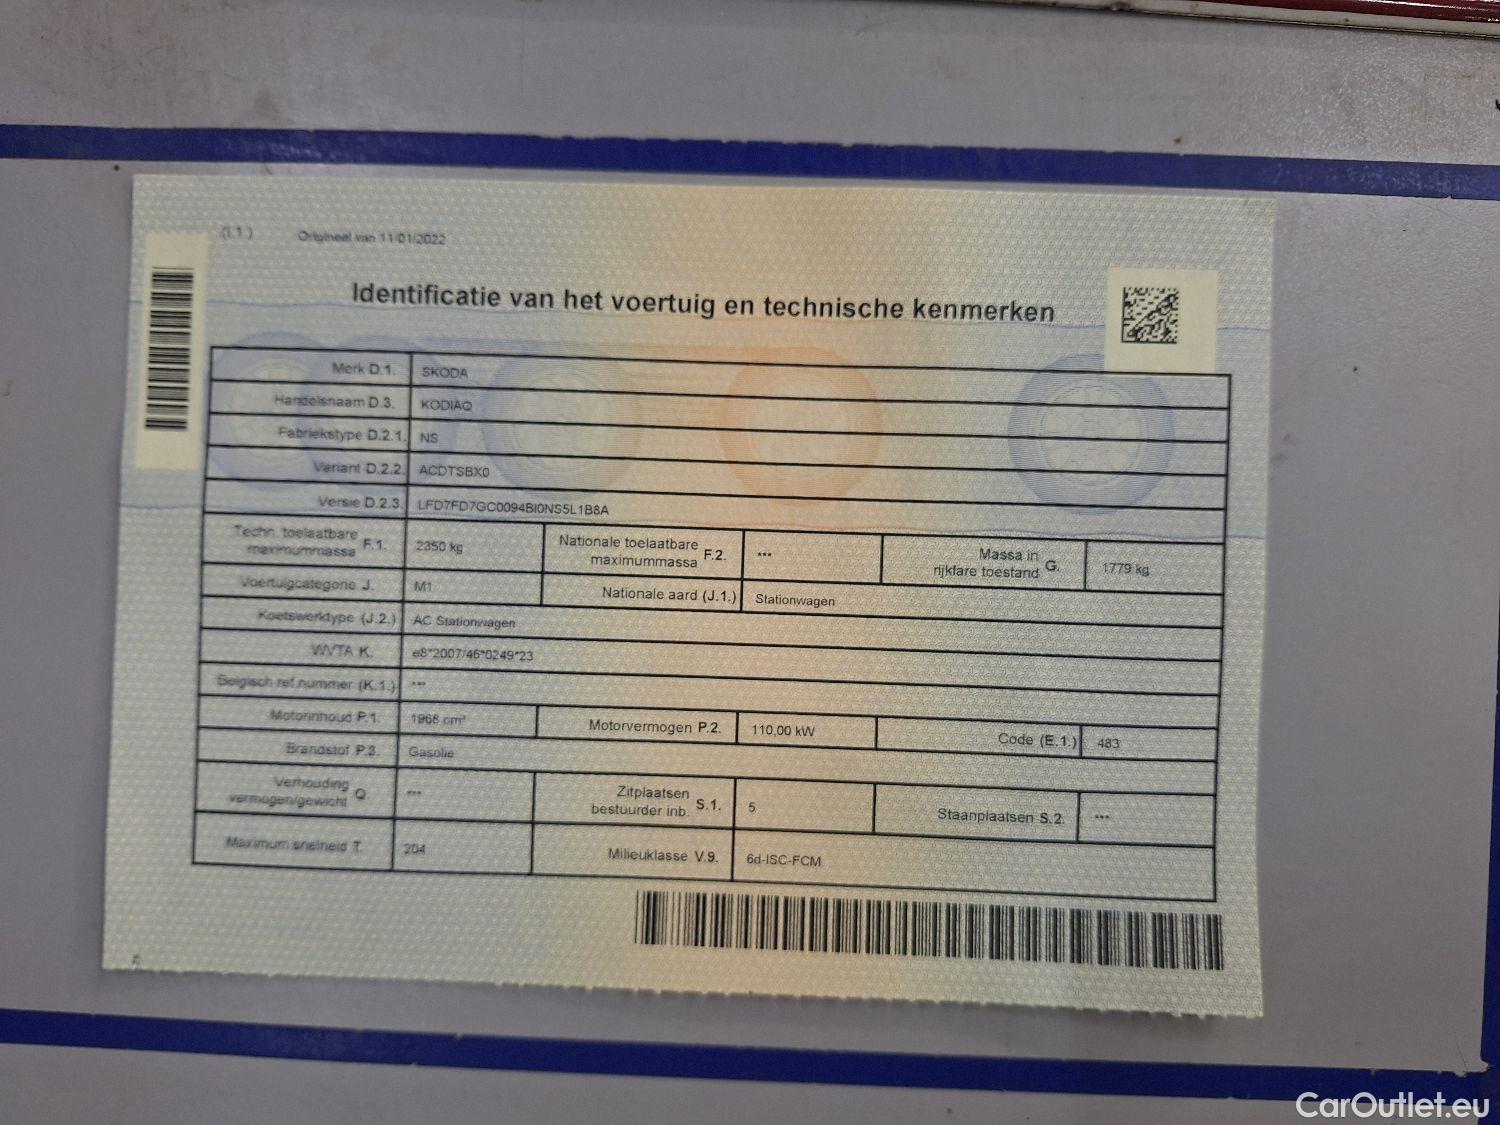 (I.1.) Origineel van 11/01/2022
Identificatie van het voertuig en technische kenmerken
Merk D.1. SKODA
Handelsnaam D.3. KODIAQ
Fabriekstype D.2.1. NS
Variant D.2.2. ACDTSBX0
Versie D.2.3. LFD7FD7GC0094BI0NS5L1B8A
Techn. toelaatbare maximummassa F.1. 2350 kg Nationale toelaatbare maximummassa F.2. *** Massa in rijklare toestand G. 1779 kg
Voertuigcategorie J. M1 Nationale aard (J.1.) Stationwagen
Koetswerktype (J.2.) AC Stationwagen
WVTA K. e8*2007/46*0249*23
Belgisch ref.nummer (K.1.) ***
Motorinhoud P.1. 1968 cm³ Motorvermogen P.2. 110,00 kW Code (E.1.) 483
Brandstof P.3. Gasolie
Verhouding vermogen/gewicht Q. *** Zitplaatsen bestuurder inb. S.1. 5 Staanplaatsen S.2. ***
Maximum snelheid T. 204 Milieuklasse V.9. 6d-ISC-FCM
CarOutlet.eu